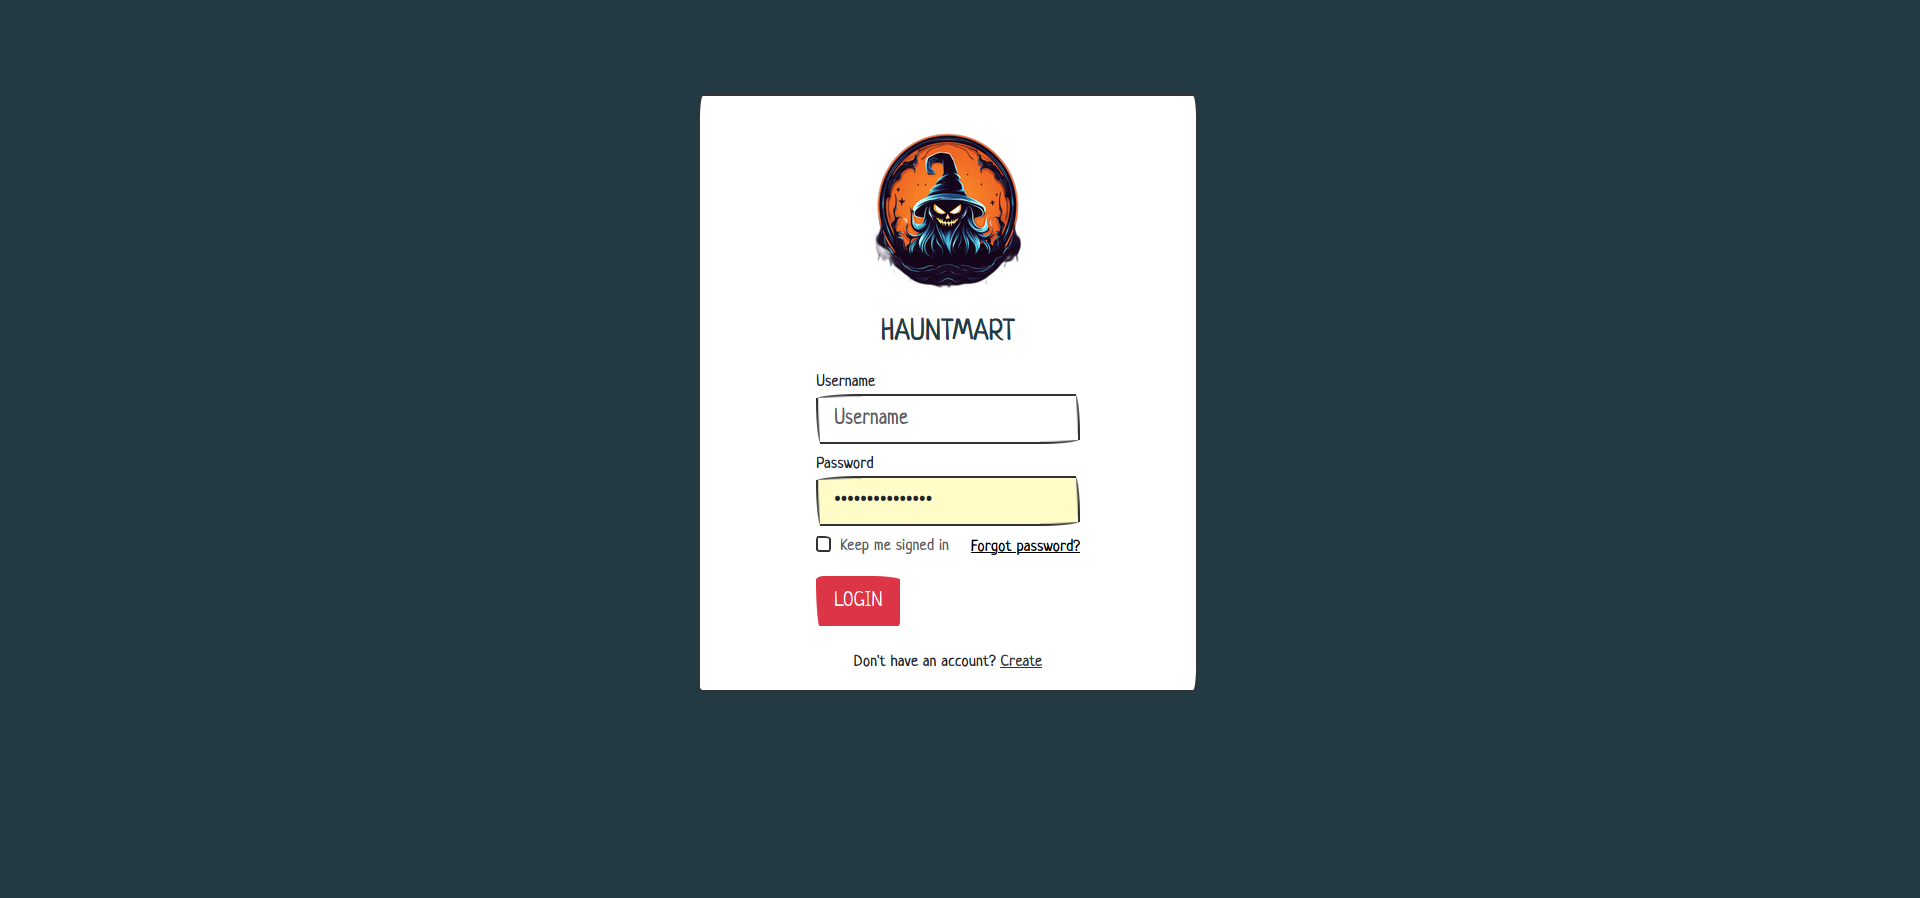 HAUNTMART
Username
Username
Password
•••••••••••••••
Keep me signed in Forgot password?
LOGIN
Don't have an account? Create